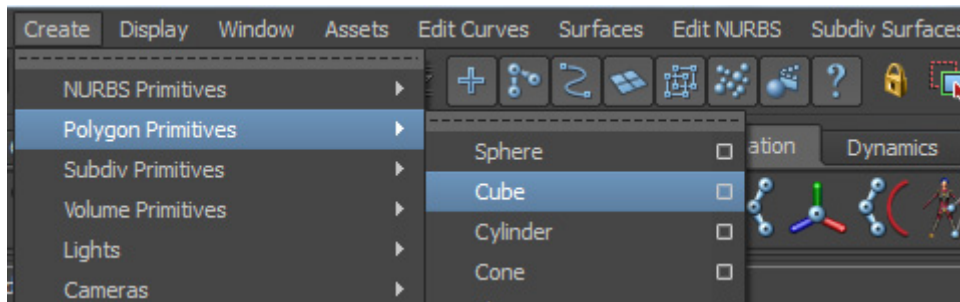 Create Display Window Assets Edit Curves Surfaces Edit NURBS Subdiv Surfaces
NURBS Primitives
Polygon Primitives
Subdiv Primitives
Volume Primitives
Lights
Cameras
Sphere
Cube
Cylinder
Cone
ation Dynamics